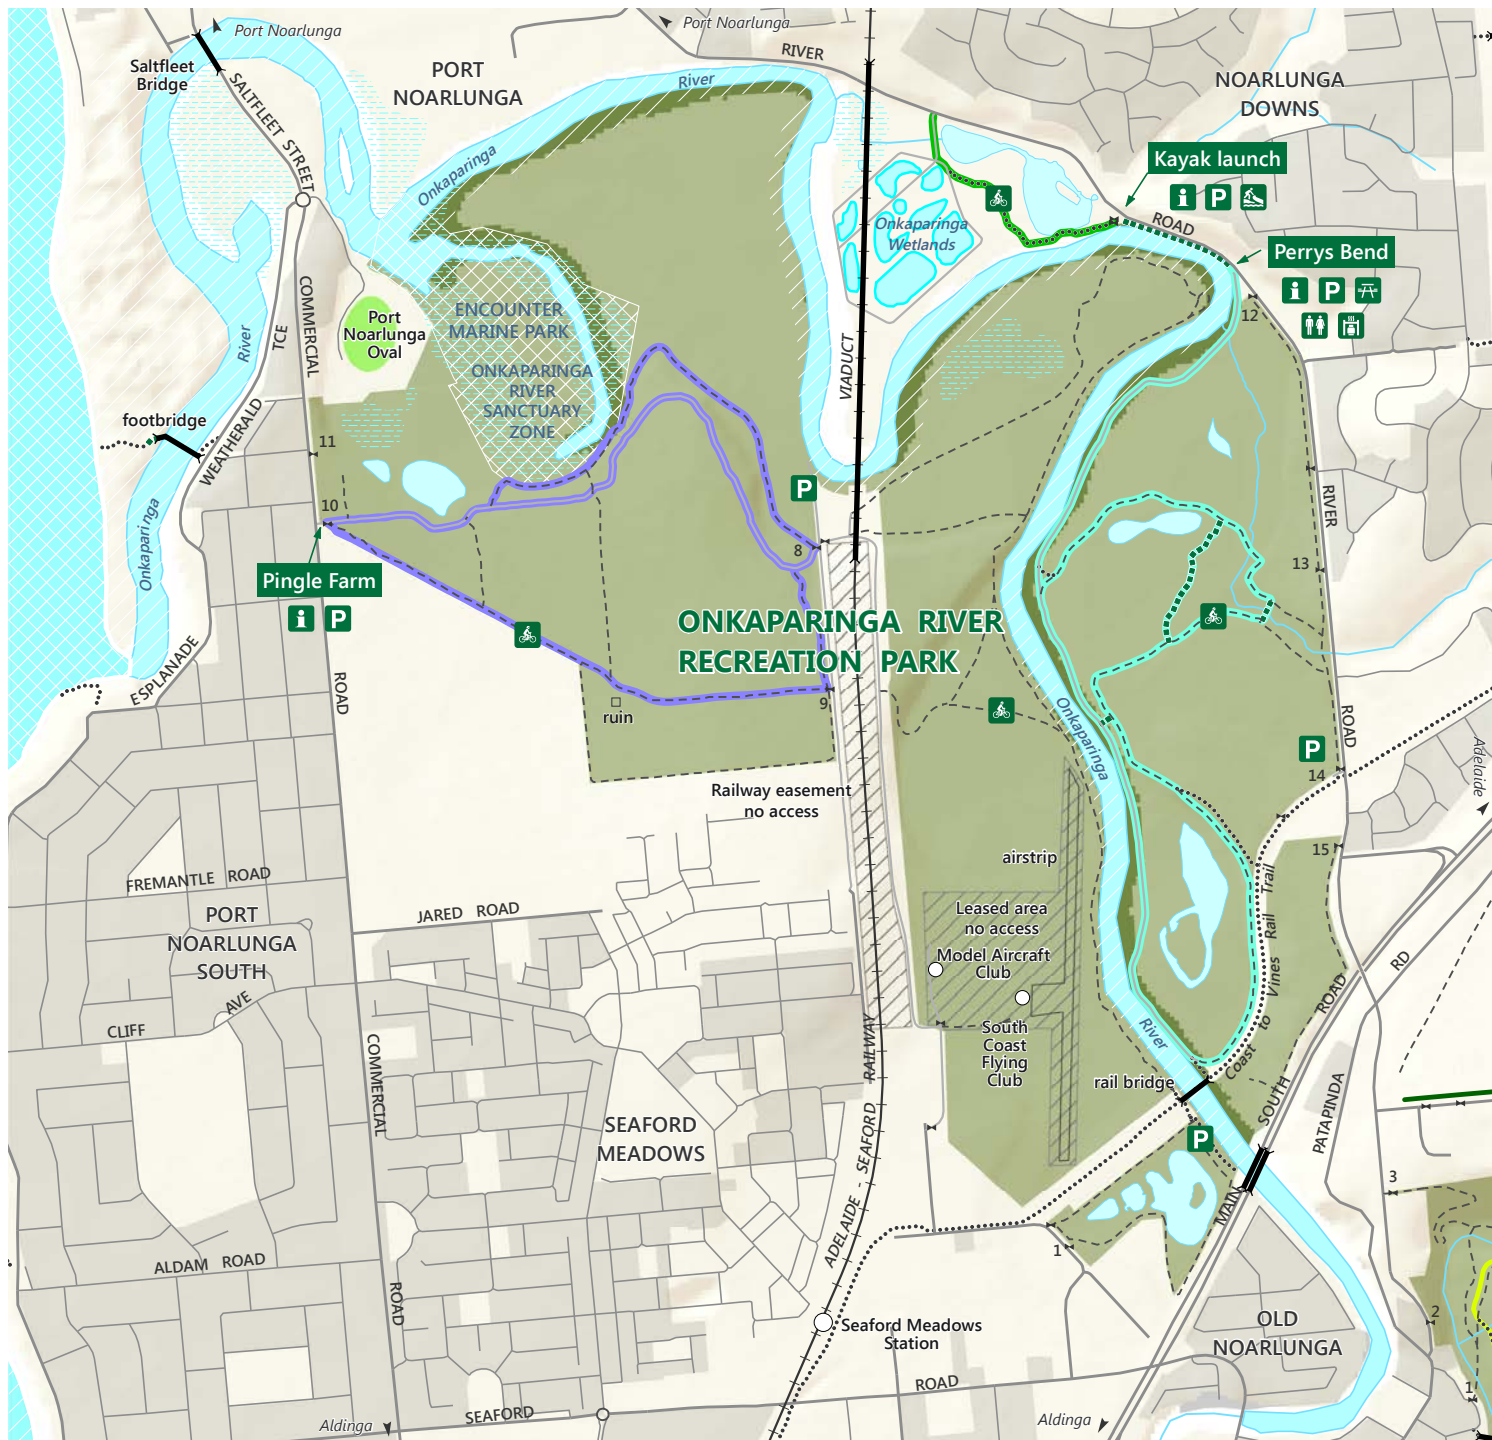 Port Noarlunga
Port Noarlunga
Saltfleet
Bridge
SALTFLEET STREET
PORT
NOARLUNGA
River
RIVER
NOARLUNGA
DOWNS
Onkaparinga
Kayak launch
i P
ROAD
Onkaparinga
Wetlands
Perrys Bend
i P
12
River
TCE
COMMERCIAL
Port
Noarlunga
Oval
ENCOUNTER
MARINE PARK
ONKAPARINGA
RIVER
SANCTUARY
ZONE
VIADUCT
footbridge
WEATHERALD
11
10
P
8
RIVER
13
Onkaparinga
Pingle Farm
i P
ONKAPARINGA RIVER
RECREATION PARK
ESPLANADE
ROAD
ruin
9
Onkaparinga
ROAD
P
14
Adelaide
Railway easement
no access
airstrip
15
FREMANTLE ROAD
JARED ROAD
PORT
NOARLUNGA
SOUTH
Leased area
no access
Model Aircraft
Club
South
Coast
Flying
Club
Coast to Vines Rail Trail
RD
AVE
CLIFF
COMMERCIAL
River
rail bridge
MAIN SOUTH ROAD
PATAPINDA
P
SEAFORD
MEADOWS
ADELAIDE - SEAFORD RAILWAY
3
1
ALDAM ROAD
ROAD
Seaford Meadows
Station
OLD
NOARLUNGA
2
1
SEAFORD
ROAD
Aldinga
Aldinga